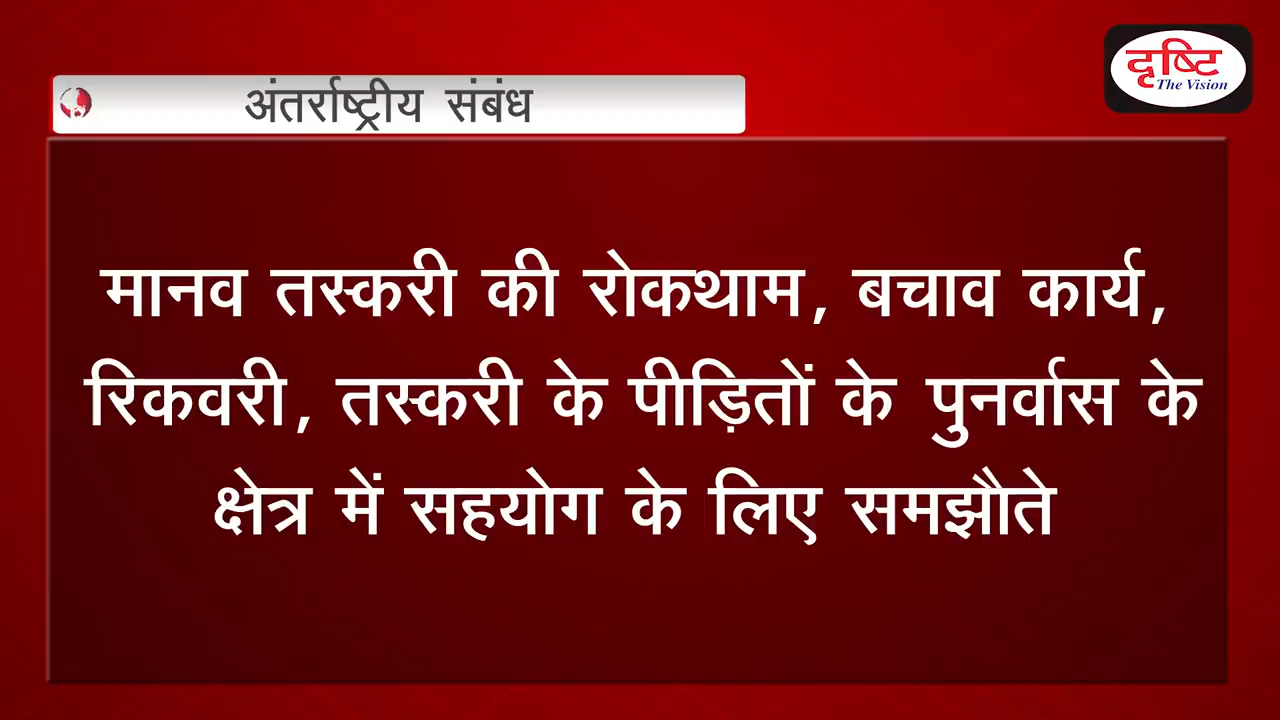 अंतर्राष्ट्रीय संबंध
दृष्टि
The Vision
मानव तस्करी की रोकथाम, बचाव कार्य,
रिकवरी, तस्करी के पीड़ितों के पुनर्वास के
क्षेत्र में सहयोग के लिए समझौते